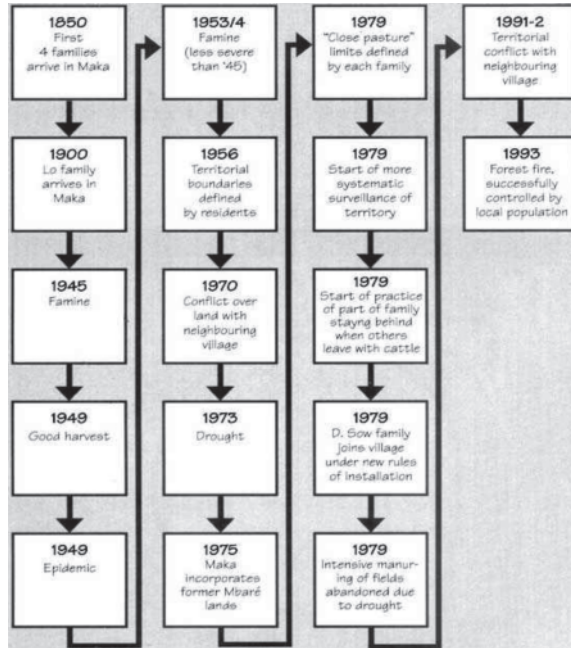 1850
First
4 families
arrive in Maka
1900
Lo family
arrives in
Maka
1945
Famine
1949
Good harvest
1949
Epidemic
1953/4
Famine
(less severe
than '45)
1956
Territorial
boundaries
defined
by residents
1970
Conflict over
land with
neighbouring
village
1973
Drought
1975
Maka
incorporates
former Mbaré
lands
1979
"Close pasture"
limits defined
by each family
1979
Start of more
systematic
surveillance of
territory
1979
Start of practice
of part of family
stayng behind
when others
leave with cattle
1979
D. Sow family
joins village
under new rules
of installation
1979
Intensive manu-
ring of fields
abandoned due
to drought
1991-2
Territorial
conflict with
neighbouring
village
1993
Forest fire,
successfully
controlled by
local population